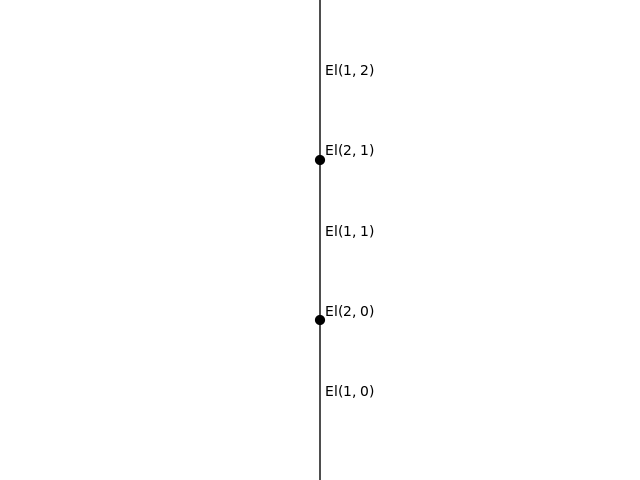 El(1, 2)
El(2, 1)
El(1, 1)
El(2, 0)
El(1, 0)